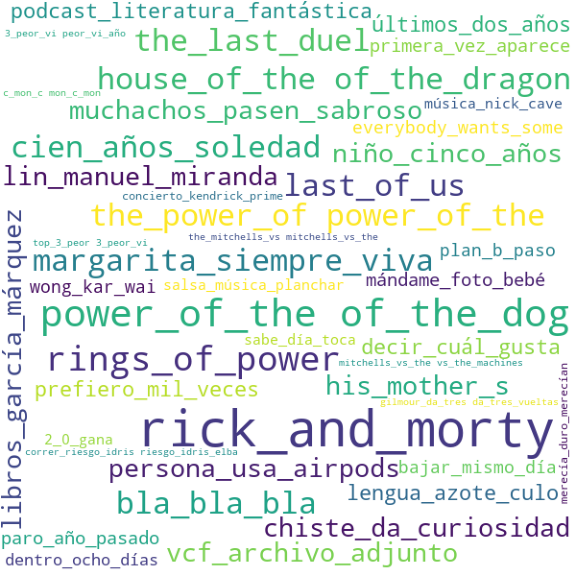 podcast_literatura_fantástica
últimos_dos_años
3_peor_vi peor_vi_año
the_last_duel
primera_vez_aparece
house_of_the of_the_dragon
c_mon_c mon_c_mon
muchachos_pasen_sabroso
música_nick_cave
everybody_wants_some
cien_años_soledad
niño_cinco_años
lin_manuel_miranda
last_of_us
concierto_kendrick_prime
the_power_of power_of_the
libros_garcía_márquez
top_3_peor 3_peor_vi
the_mitchells_vs mitchells_vs_the
margarita_siempre_viva
plan_b_paso
wong_kar_wai
salsa_música_planchar
mándame_foto_bebé
power_of_the of_the_dog
sabe_día_toca
decir_cuál_gusta
rings_of_power
mitchells_vs_the vs_the_machines
prefiero_mil_veces
his_mother_s
merecía_duro_merecían
gilmour_da_tres da_tres_vueltas
rick_and_morty
2_0_gana
correr_riesgo_idris riesgo_idris_elba
persona_usa_airpods
bajar_mismo_día
bla_bla_bla
lengua_azote_culo
chiste_da_curiosidad
paro_año_pasado
dentro_ocho_días
vcf_archivo_adjunto